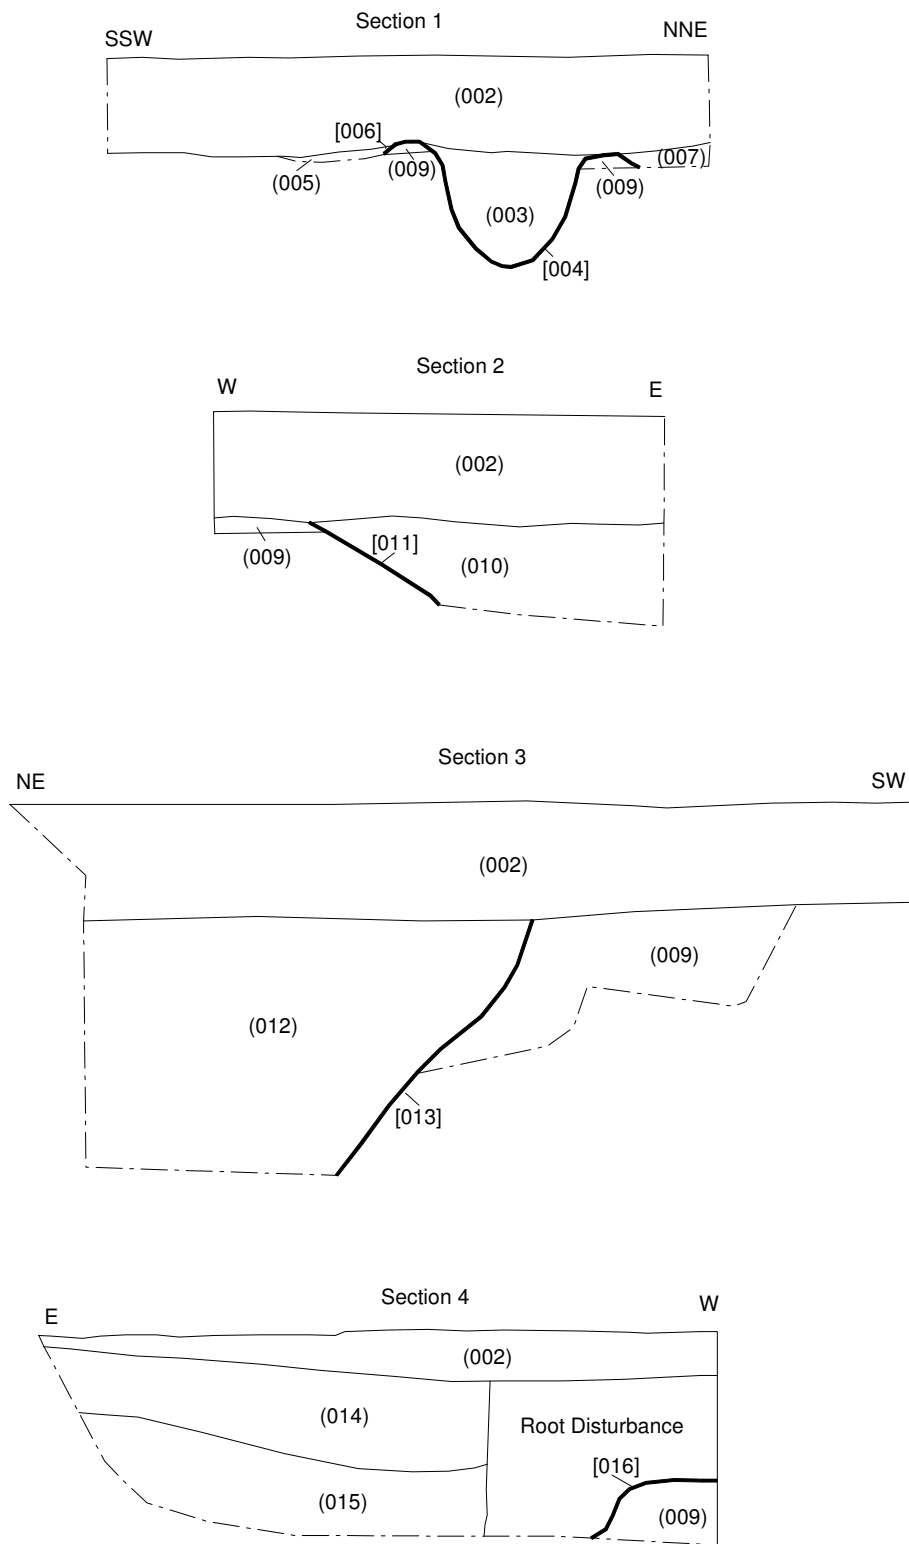 Section 1
SSW
NNE
(002)
[006]
(005)
(009)
(007)
(009)
(003)
[004]
Section 2
W
E
(002)
(009)
[011]
(010)
Section 3
NE
SW
(002)
(009)
(012)
[013]
Section 4
E
W
(002)
(014)
Root Disturbance
[016]
(015)
(009)